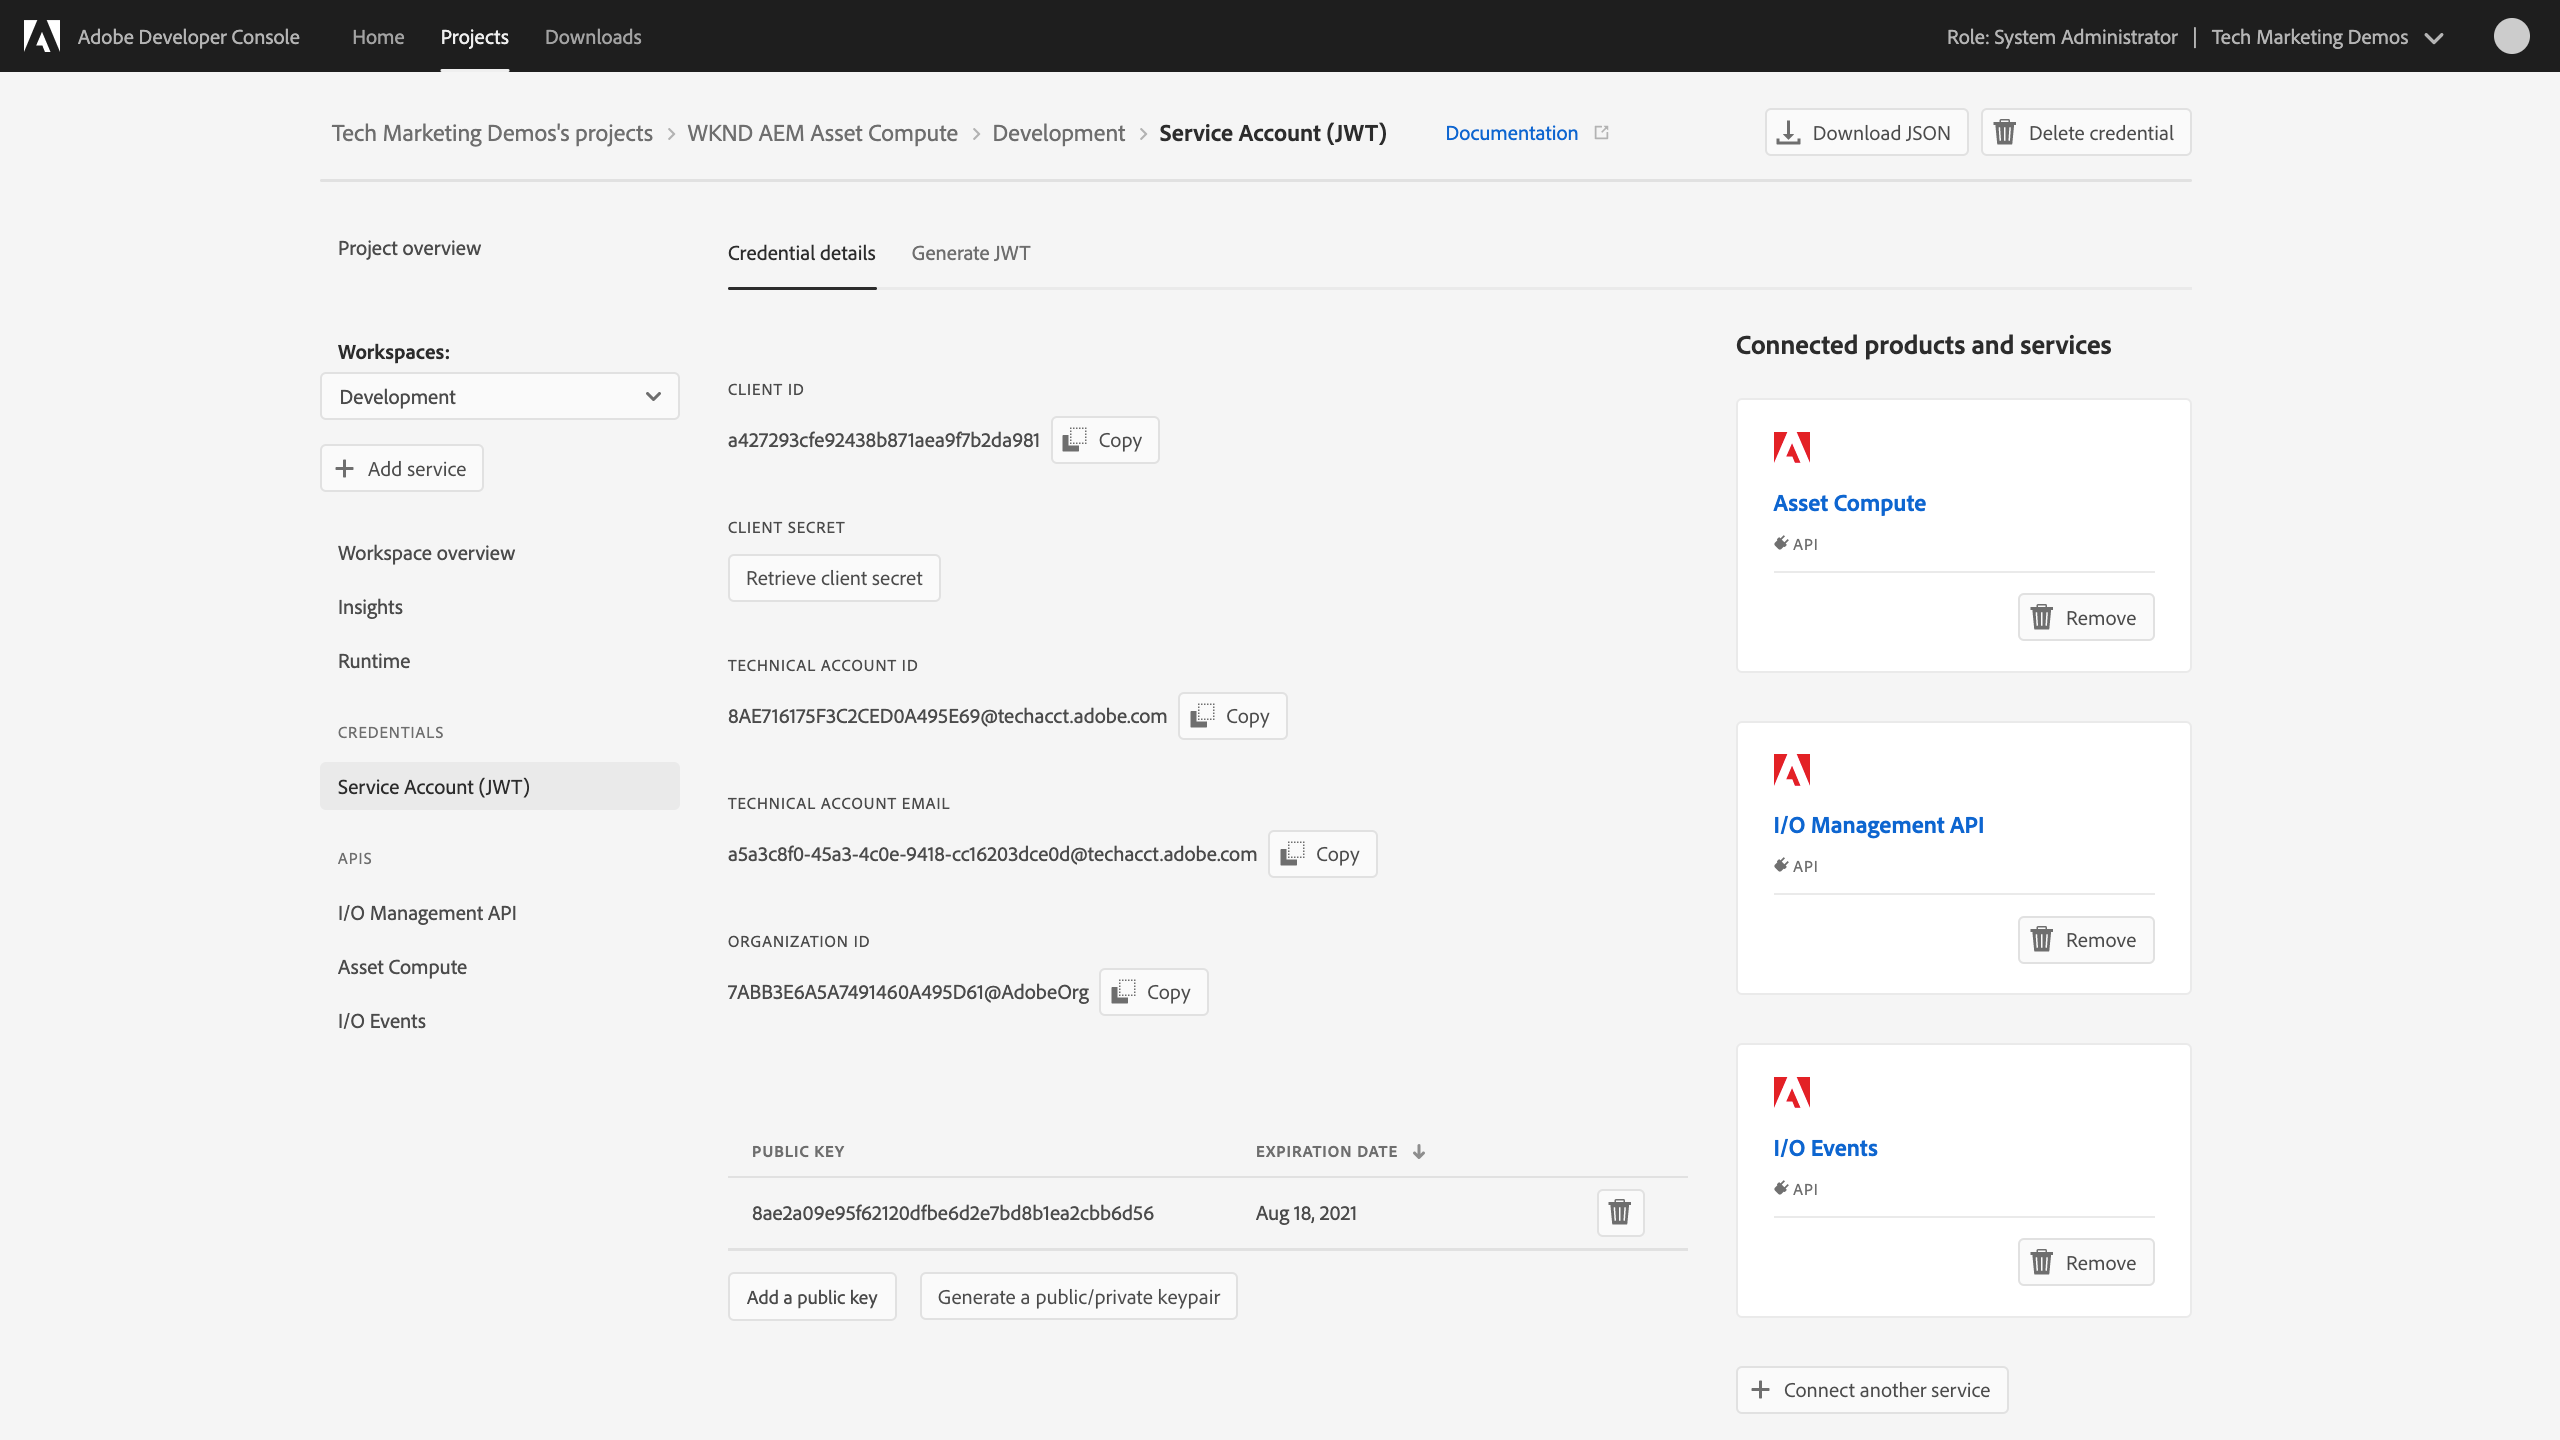 Adobe Developer Console
Home
Projects
Downloads
Role: System Administrator | Tech Marketing Demos
Tech Marketing Demos's projects > WKND AEM Asset Compute > Development > Service Account (JWT)
Documentation
Download JSON
Delete credential
Project overview
Workspaces:
Development
Add service
Workspace overview
Insights
Runtime
CREDENTIALS
Service Account (JWT)
APIS
I/O Management API
Asset Compute
I/O Events
Credential details
Generate JWT
CLIENT ID
a427293cfe92438b871aea9f7b2da981
Copy
CLIENT SECRET
Retrieve client secret
TECHNICAL ACCOUNT ID
8AE716175F3C2CED0A495E69@techacct.adobe.com
Copy
TECHNICAL ACCOUNT EMAIL
a5a3c8f0-45a3-4c0e-9418-cc16203dce0d@techacct.adobe.com
Copy
ORGANIZATION ID
7ABB3E6A5A7491460A495D61@AdobeOrg
Copy
PUBLIC KEY
EXPIRATION DATE
8ae2a09e95f62120dfbe6d2e7bd8b1ea2cbb6d56
Aug 18, 2021
Add a public key
Generate a public/private keypair
Connected products and services
Asset Compute
API
Remove
I/O Management API
API
Remove
I/O Events
API
Remove
Connect another service